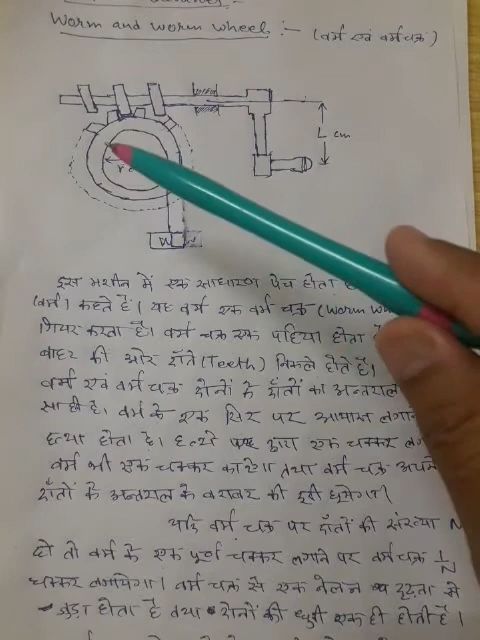 Worm and worm wheel :- (वर्म एवं वर्मचक्र)
L cm
W
इस मशीन में एक साधारण पेच होता
(वर्म) कहते हैं। यह वर्म एक वर्म चक्र (Worm
गियर करता है। वर्म चक्र एक पहिया होता
बाहर की ओर दाँते (Teeth) निकले होते हैं।
वर्म एवं वर्म चक्र दोनों के दाँतों का अन्तराल
सा ही है। वर्म के एक सिरे पर आयास लगाने
हत्था होता है। हत्थे द्वारा एक चक्कर
वर्म भी एक चक्कर काटेगा तथा वर्म चक्र अपने
दाँतों के अन्तराल के बराबर की दूरी घूमेगा।
यदि वर्म चक्र पर दाँतों की संख्या N
हो तो वर्म के एक पूर्ण चक्कर लगाने पर वर्मचक्र 1/N
चक्कर लगायेगा। वर्म चक्र से एक बेलन दृढ़ता से
जुड़ा होता है तथा दोनों की धुरी एक ही होती है।